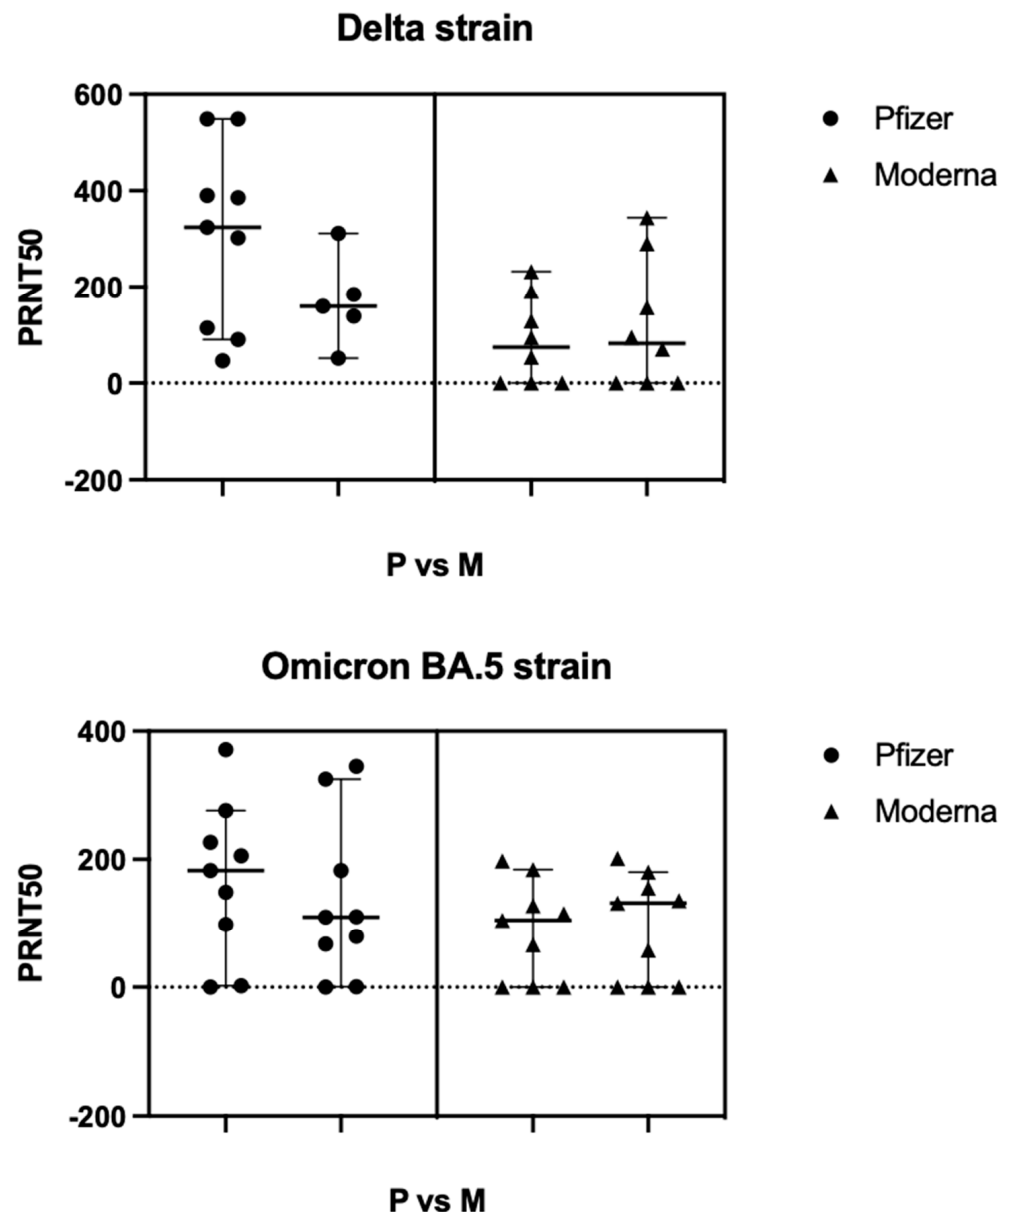 Delta strain
600
400
200
0
-200
PRNT50
P vs M
Pfizer
Moderna
Omicron BA.5 strain
400
200
0
-200
PRNT50
P vs M
Pfizer
Moderna